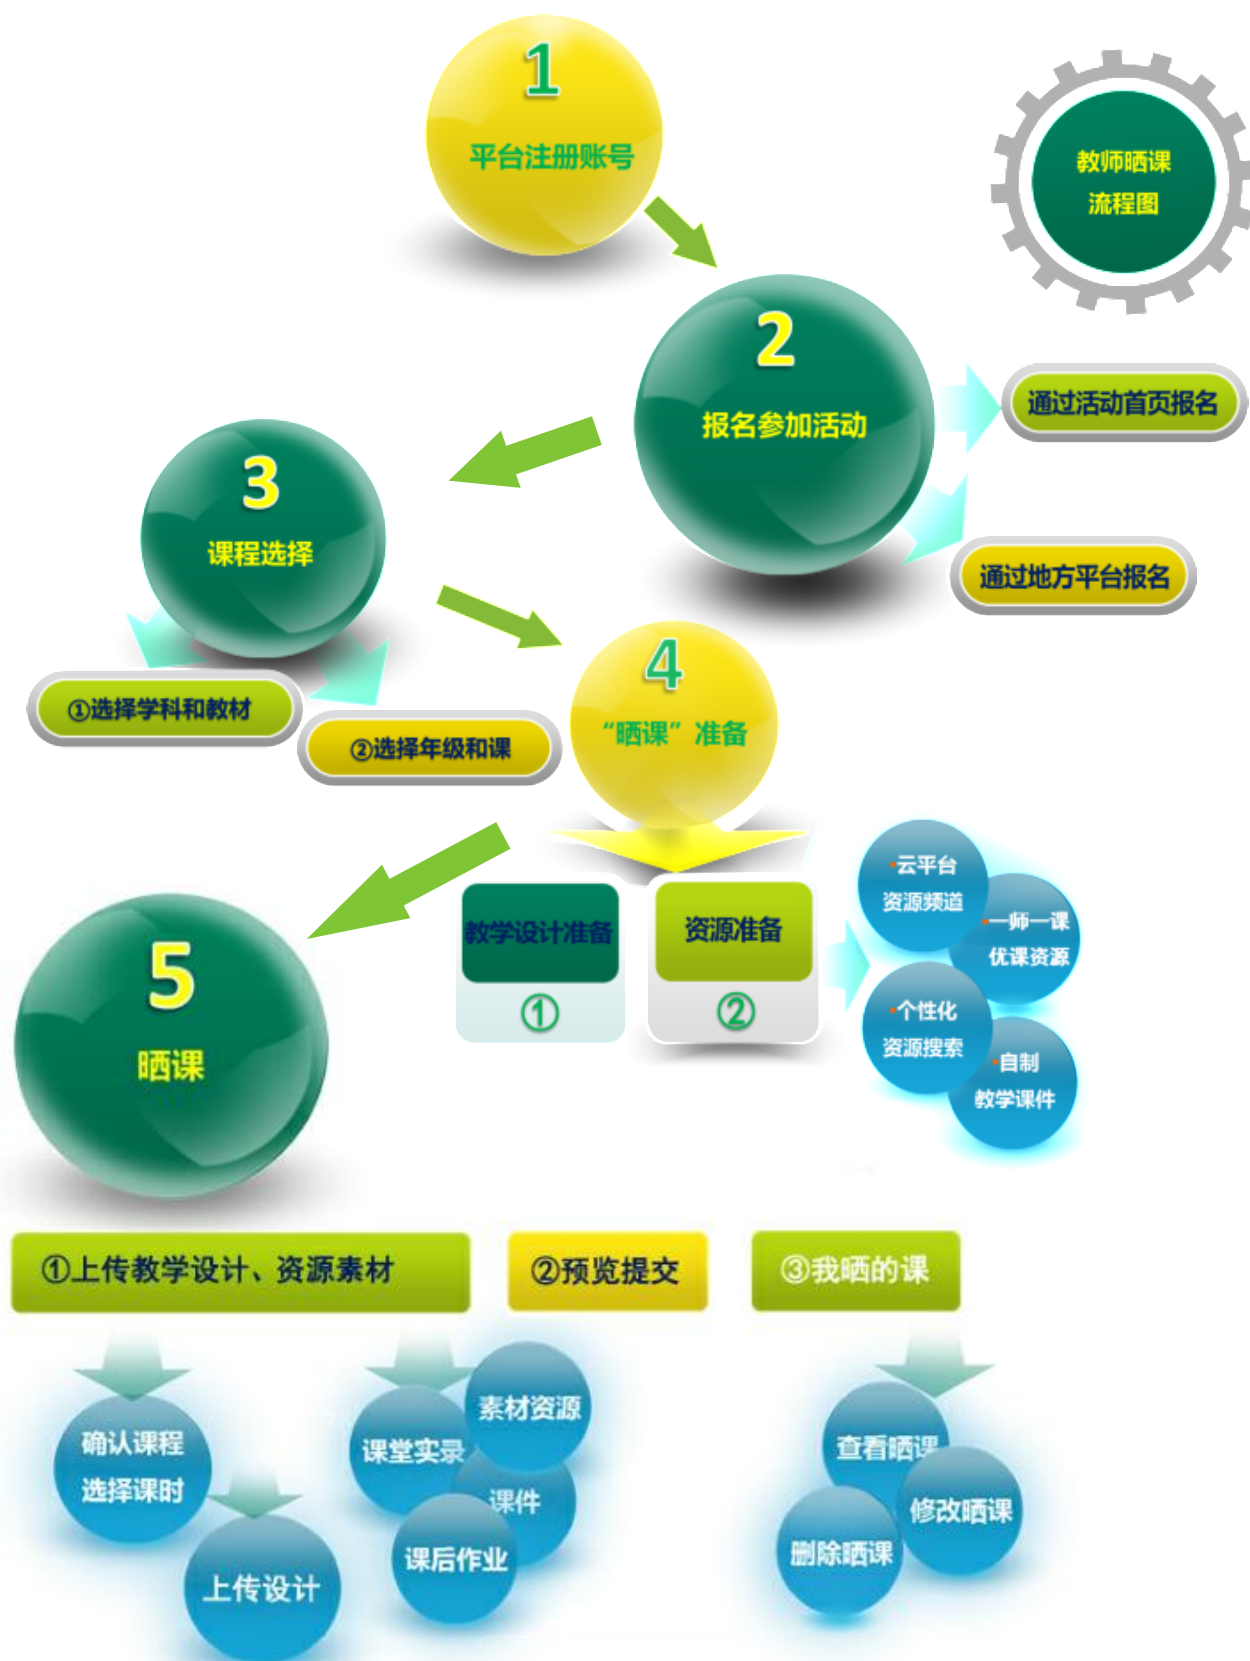 1
平台注册账号
教师晒课
流程图
2
报名参加活动
通过活动首页报名
通过地方平台报名
3
课程选择
①选择学科和教材
②选择年级和课
4
“晒课”准备
教学设计准备
①
资源准备
②
·云平台
资源频道
·一师一课
优课资源
·个性化
资源搜索
·自制
教学课件
5
晒课
①上传教学设计、资源素材
②预览提交
③我晒的课
确认课程
选择课时
上传设计
素材资源
课堂实录
课件
课后作业
查看晒课
修改晒课
删除晒课